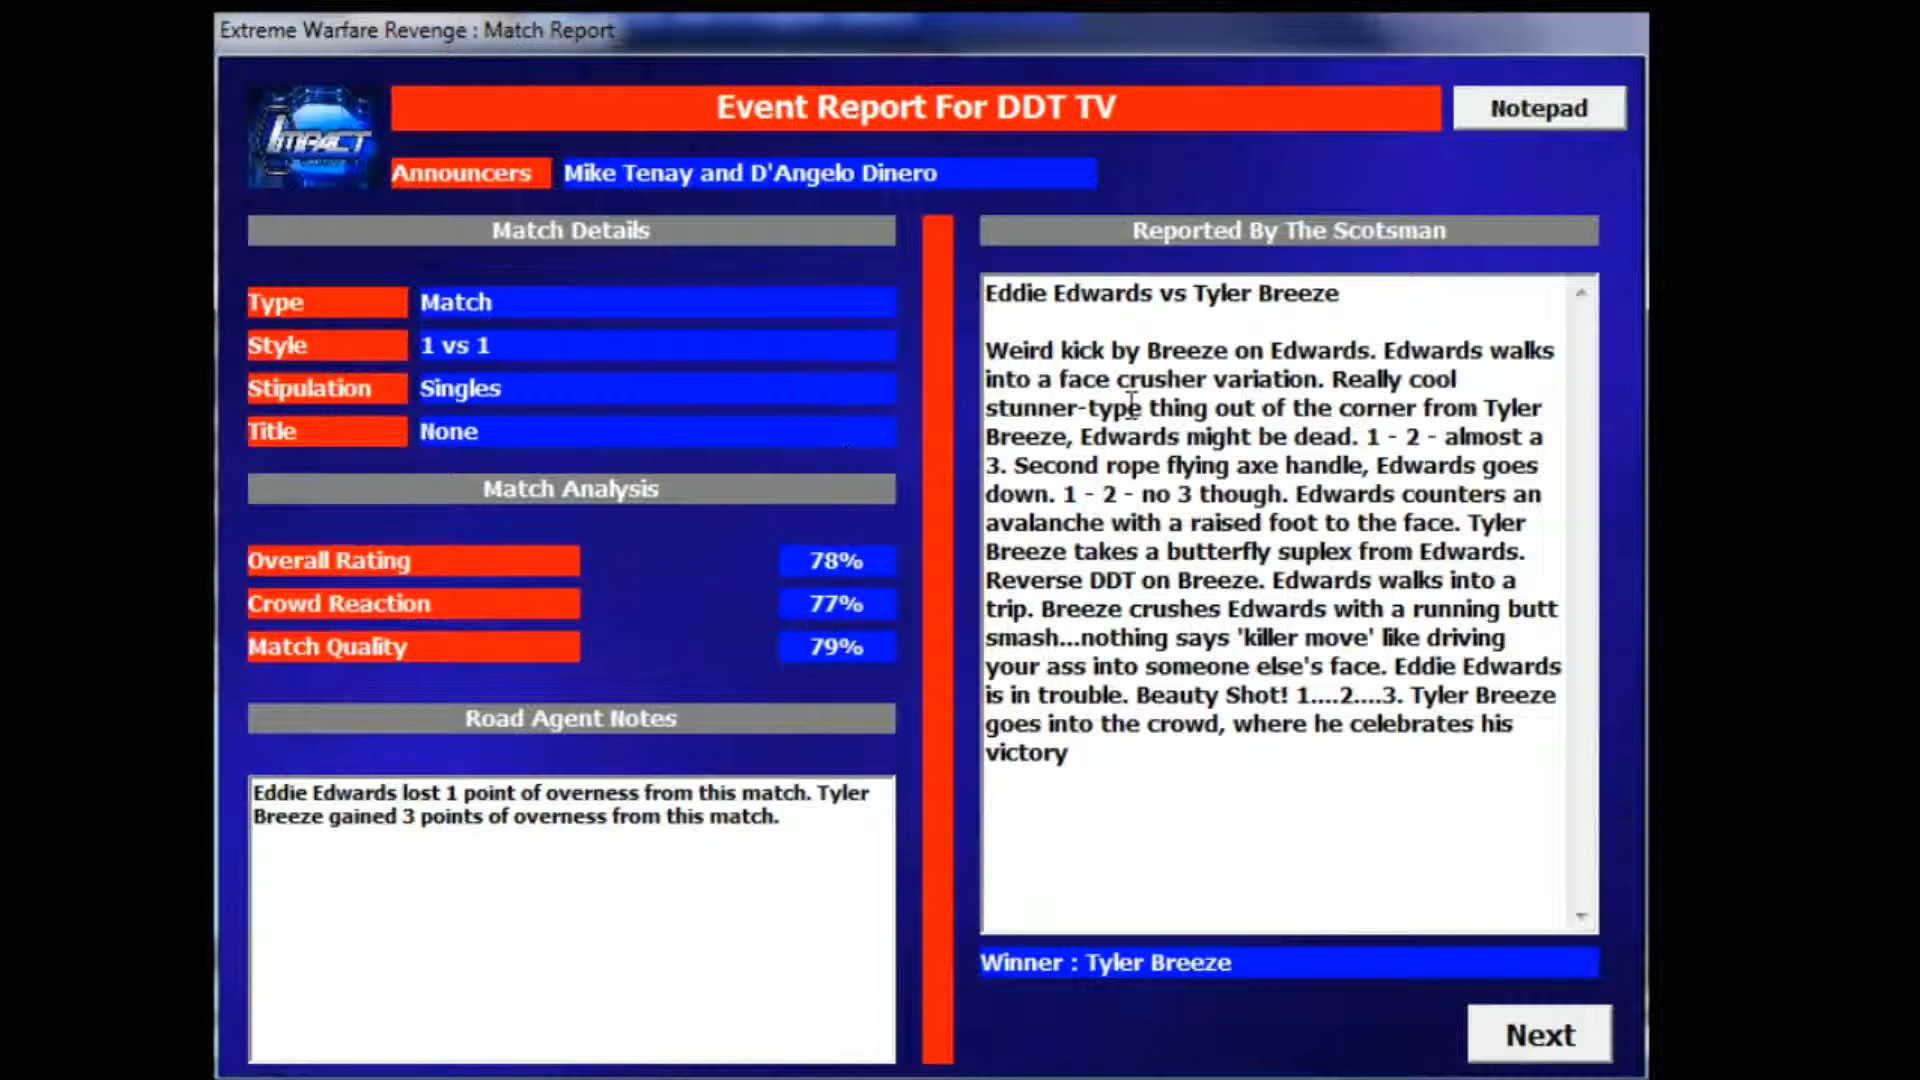 Extreme Warfare Revenge : Match Report
IMPACT
Event Report For DDT TV
Notepad
Announcers
Mike Tenay and D'Angelo Dinero
Match Details
Type
Match
Style
1 vs 1
Stipulation
Singles
Title
None
Match Analysis
Overall Rating
78%
Crowd Reaction
77%
Match Quality
79%
Road Agent Notes
Eddie Edwards lost 1 point of overness from this match. Tyler
Breeze gained 3 points of overness from this match.
Reported By The Scotsman
Eddie Edwards vs Tyler Breeze
Weird kick by Breeze on Edwards. Edwards walks
into a face crusher variation. Really cool
stunner-type thing out of the corner from Tyler
Breeze, Edwards might be dead. 1 - 2 - almost a
3. Second rope flying axe handle, Edwards goes
down. 1 - 2 - no 3 though. Edwards counters an
avalanche with a raised foot to the face. Tyler
Breeze takes a butterfly suplex from Edwards.
Reverse DDT on Breeze. Edwards walks into a
trip. Breeze crushes Edwards with a running butt
smash...nothing says 'killer move' like driving
your ass into someone else's face. Eddie Edwards
is in trouble. Beauty Shot! 1....2....3. Tyler Breeze
goes into the crowd, where he celebrates his
victory
Winner : Tyler Breeze
Next